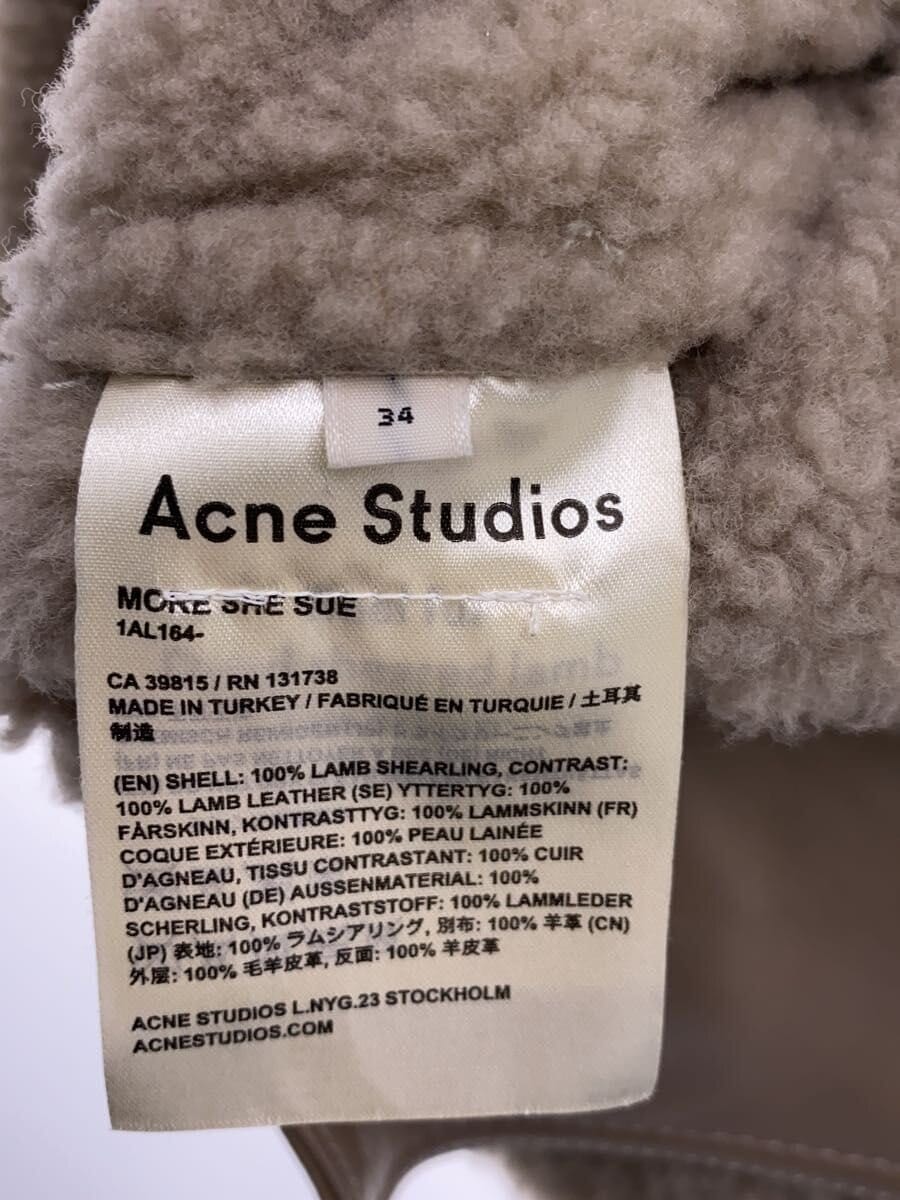 34
Acne Studios
MORE SHE SUE
1AL164-
CA 39815 / RN 131738
MADE IN TURKEY / FABRIQUÉ EN TURQUIE / 土耳其
制造
(EN) SHELL: 100% LAMB SHEARLING, CONTRAST:
100% LAMB LEATHER (SE) YTTERTYG: 100%
FÅRSKINN, KONTRASTTYG: 100% LAMMSKINN (FR)
COQUE EXTÉRIEURE: 100% PEAU LAINÉE
D'AGNEAU, TISSU CONTRASTANT: 100% CUIR
D'AGNEAU (DE) AUSSENMATERIAL: 100%
SCHERLING, KONTRASTSTOFF: 100% LAMMLEDER
(JP) 表地: 100% ラムシアリング, 別布: 100% 羊革 (CN)
外层: 100% 毛羊皮革, 反面: 100% 羊皮革
ACNE STUDIOS L.NYG.23 STOCKHOLM
ACNESTUDIOS.COM